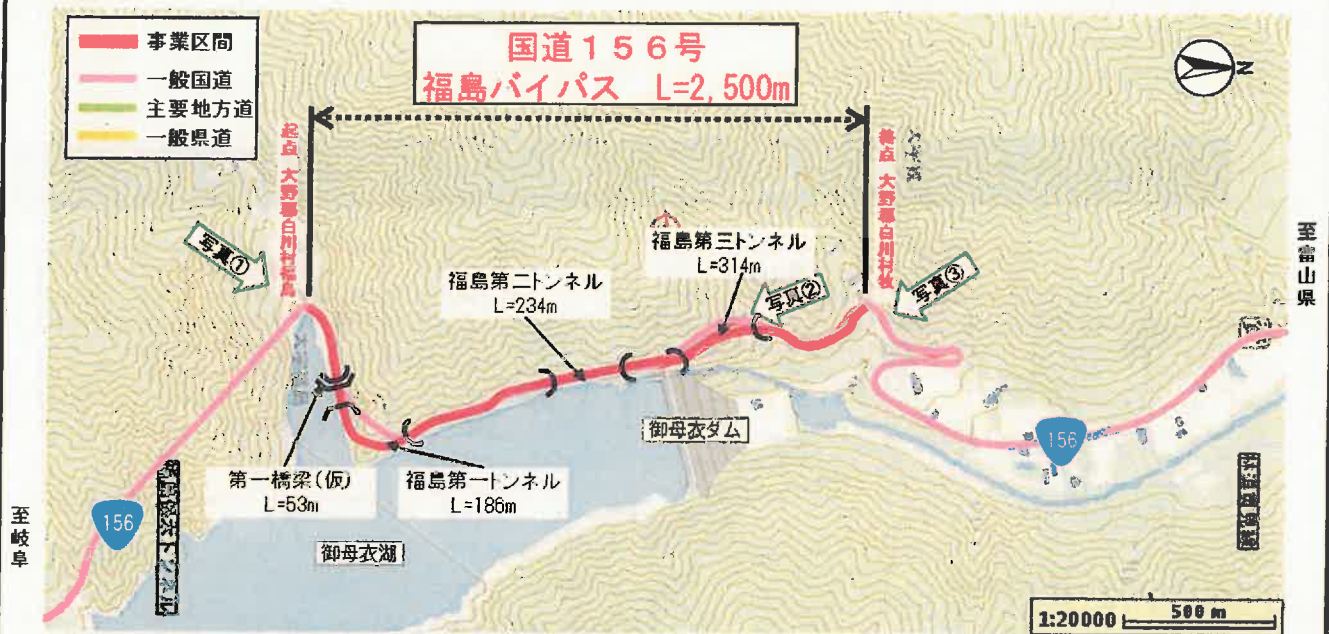 事業区間
一般国道
主要地方道
一般県道
国道156号
福島バイパス L=2,500m
N
起点 大野郡白川村福島
終点 大野郡白川村牧
写真①
福島第二トンネル
L=234m
福島第三トンネル
L=314m
写真②
写真③
至富山県
第一橋梁(仮)
L=53m
福島第一トンネル
L=186m
御母衣ダム
御母衣湖
156
156
至岐阜
1:20000
500 m